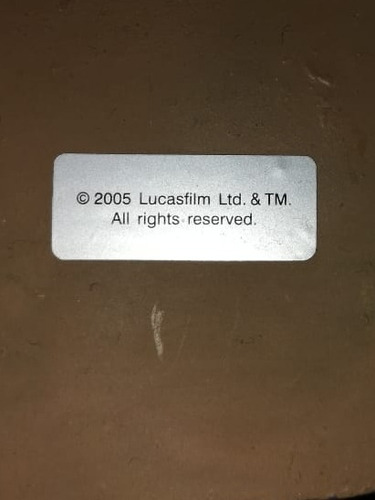 © 2005 Lucasfilm Ltd. & TM.
All rights reserved.